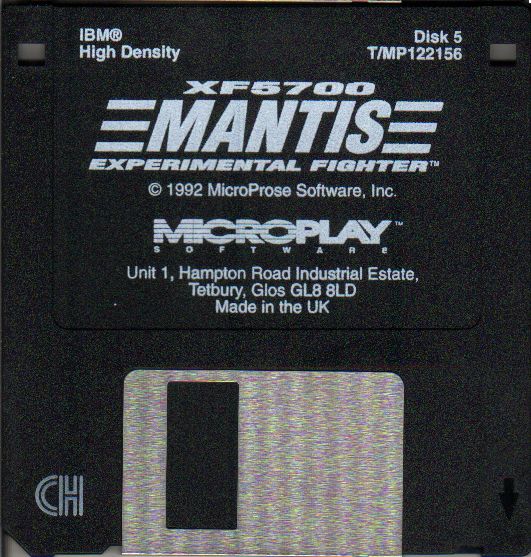 IBM® Disk 5
High Density T/MP122156
XF5700
MANTIS
EXPERIMENTAL FIGHTER™
© 1992 MicroProse Software, Inc.
MICROPLAY™
SOFTWARE
Unit 1, Hampton Road Industrial Estate,
Tetbury, Glos GL8 8LD
Made in the UK
CH